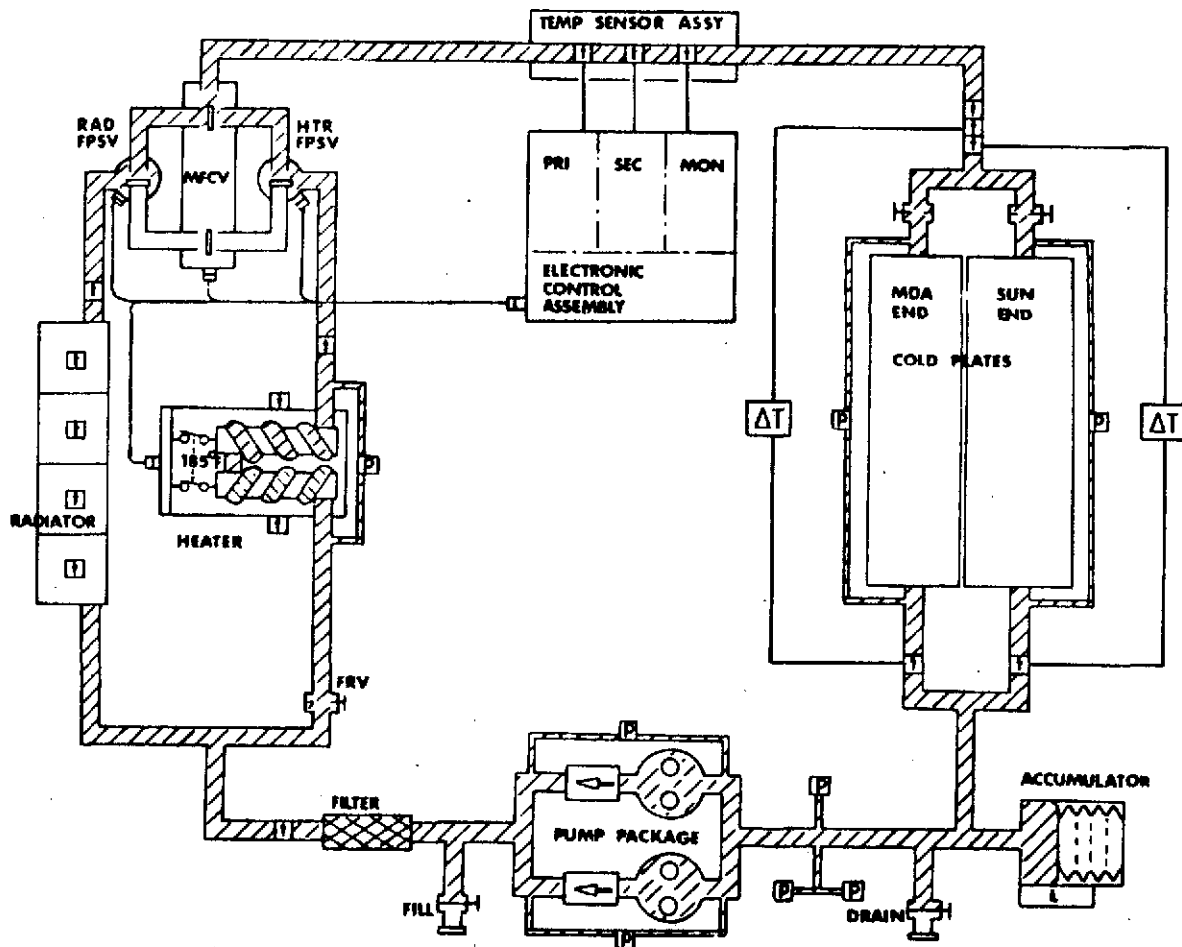 TEMP SENSOR ASSY
RAD
FPSV
HTR
FPSV
MFCV
PRI
SEC
MON
ELECTRONIC
CONTROL
ASSEMBLY
MDA
END
SUN
END
COLD PLATES
ΔT
ΔT
185°F
P
P
P
RADIATOR
HEATER
FRV
P
ACCUMULATOR
FILTER
P
PUMP PACKAGE
P
P
FILL
DRAIN
L
P